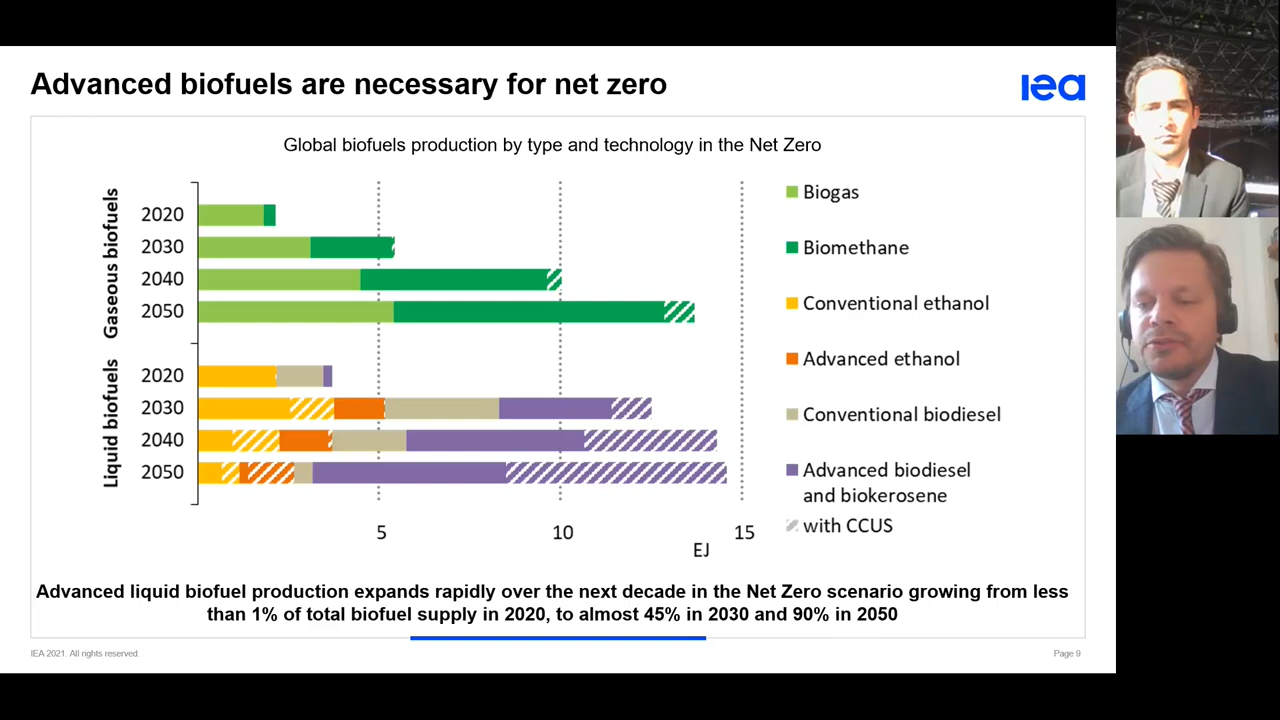 Advanced biofuels are necessary for net zero
iea
Global biofuels production by type and technology in the Net Zero
Gaseous biofuels
2020
2030
2040
2050
Liquid biofuels
2020
2030
2040
2050
5
10
15
EJ
Biogas
Biomethane
Conventional ethanol
Advanced ethanol
Conventional biodiesel
Advanced biodiesel
and biokerosene
with CCUS
Advanced liquid biofuel production expands rapidly over the next decade in the Net Zero scenario growing from less
than 1% of total biofuel supply in 2020, to almost 45% in 2030 and 90% in 2050
IEA 2021. All rights reserved.
Page 9